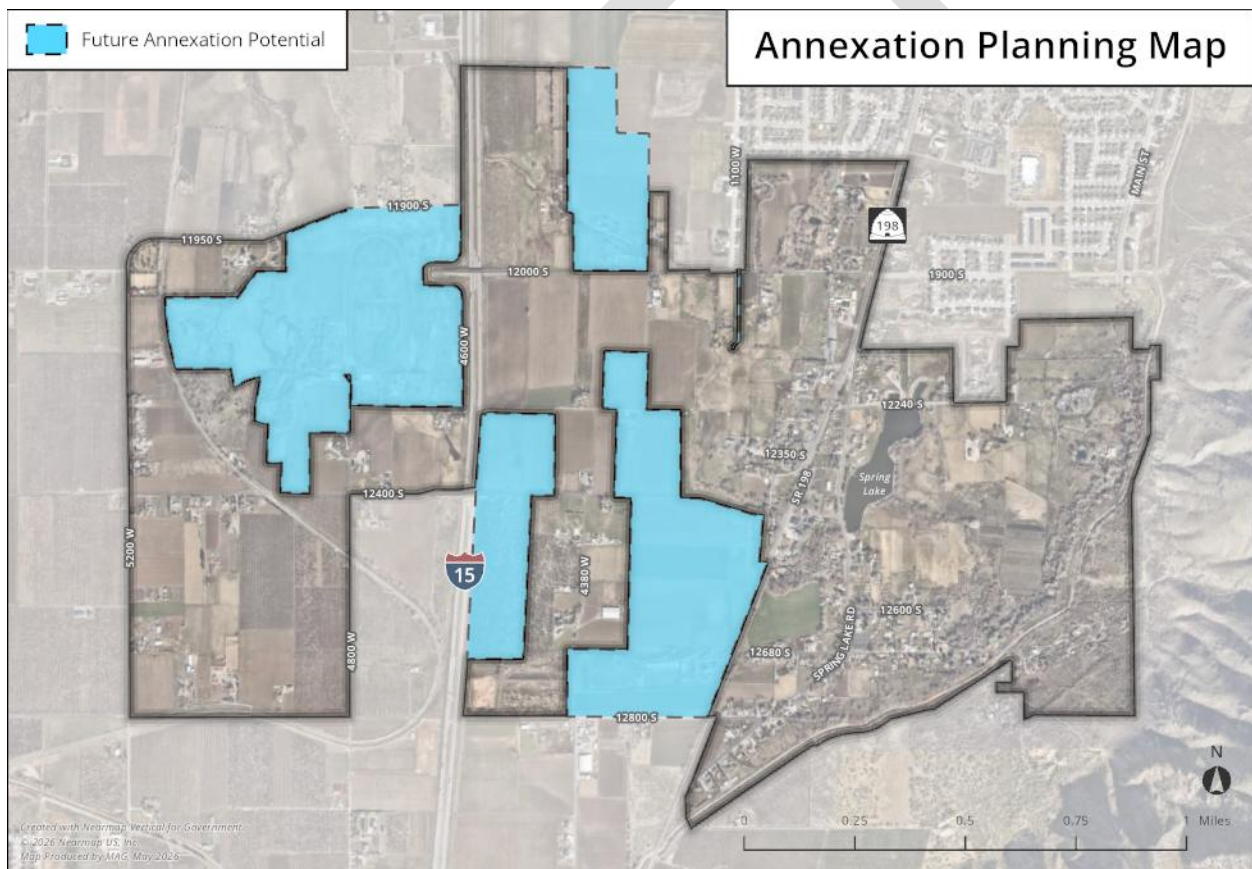 Future Annexation Potential
Annexation Planning Map
1100 W
MAIN ST
11900 S
198
11950 S
12000 S
1900 S
4600 W
12240 S
12350 S
Spring
Lake
SR 198
12400 S
5200 W
15
4380 W
12600 S
4800 W
12680 S
SPRING LAKE RD
12800 S
N
0
0.25
0.5
0.75
1
Miles
Created with Nearmap Vertical for Government
© 2026 Nearmap US, Inc.
Map Produced by MAG, May 2026